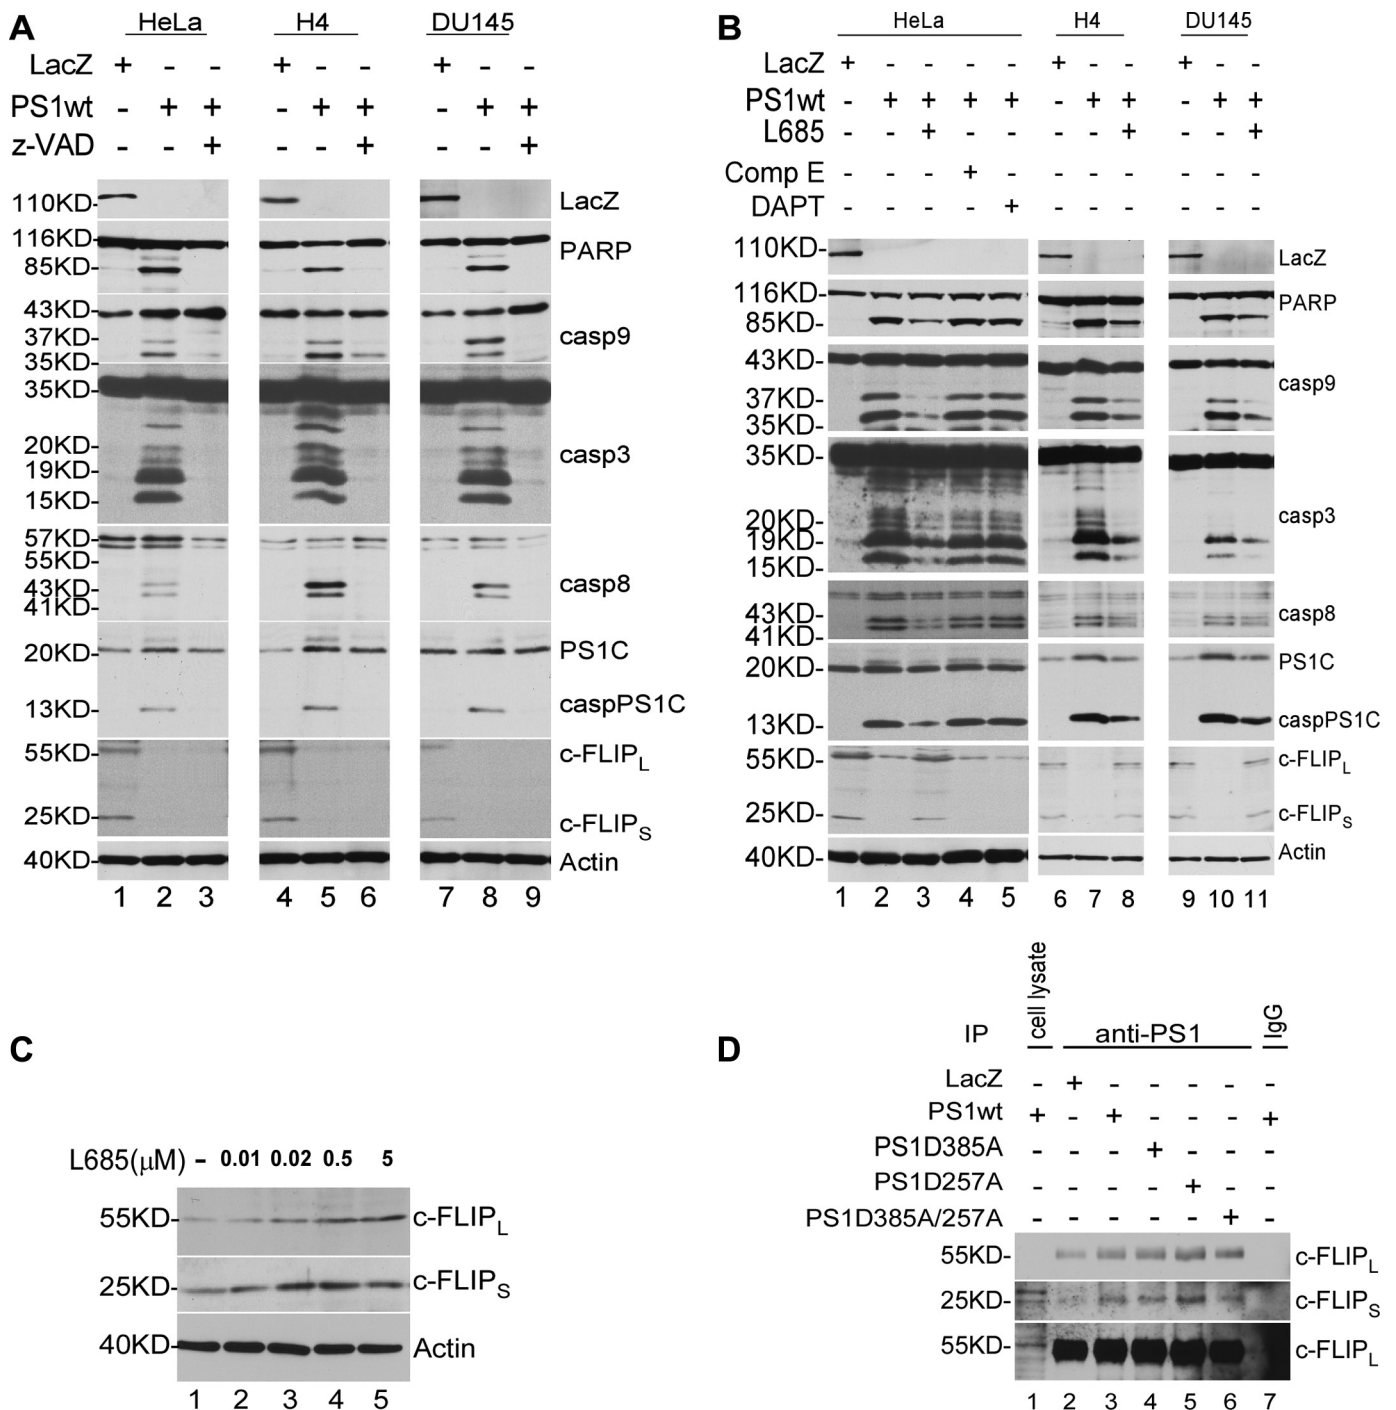 A
HeLa H4 DU145
LacZ + - - + - - + - -
PS1wt - + + - + + - + +
z-VAD - - + - - + - - +
110KD- LacZ
116KD- PARP
85KD-
43KD-
37KD- casp9
35KD-
35KD-
20KD- casp3
19KD-
15KD-
57KD-
55KD-
43KD- casp8
41KD-
20KD- PS1C
13KD- caspPS1C
55KD- c-FLIPL
25KD- c-FLIPS
40KD- Actin
1 2 3 4 5 6 7 8 9
B
HeLa H4 DU145
LacZ + - - - - + - - + - -
PS1wt - + + + + - + + - + +
L685 - - + - - - - + - - +
Comp E - - - + - - - - - - -
DAPT - - - - + - - - - - -
110KD- LacZ
116KD- PARP
85KD-
43KD- casp9
37KD-
35KD-
35KD-
20KD- casp3
19KD-
15KD-
43KD- casp8
41KD-
20KD- PS1C
13KD- caspPS1C
55KD- c-FLIPL
25KD- c-FLIPS
40KD- Actin
1 2 3 4 5 6 7 8 9 10 11
C
L685(μM) - 0.01 0.02 0.5 5
55KD- c-FLIPL
25KD- c-FLIPS
40KD- Actin
1 2 3 4 5
D
IP cell lysate anti-PS1 IgG
LacZ - + - - - - -
PS1wt + - + - - - +
PS1D385A - - - + - - -
PS1D257A - - - - + - -
PS1D385A/257A - - - - - + -
55KD- c-FLIPL
25KD- c-FLIPS
55KD- c-FLIPL
1 2 3 4 5 6 7